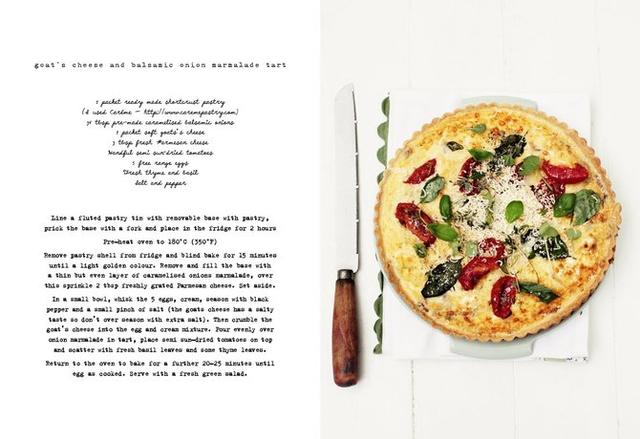 goat's cheese and balsamic onion marmalade tart
1 packet ready made shortcrust pastry
(I used Carême – http://www.caremepastry.com)
tbsp pre-made caramelised balsamic onions
1 packet soft goats's cheese
3 tbsp fresh Parmesan cheese
Handful semi sun-dried tomatoes
5 free range eggs
Fresh thyme and basil
Salt and pepper
Line a fluted pastry tin with renovable base with pastry,
prick the base with a fork and place in the fridge for 2 hours
Pre-heat oven to 180°C (350°F)
Remove pastry shell from fridge and blind bake for 15 minutes
until a light golden colour. Remove and fill the base with
a thin but even layer of caramelised onions marmalade, over
this sprinkle 2 tbsp freshly grated Parmesan cheese. Set aside.
In a small bowl, whisk the 5 eggs, cream, season with black
pepper and a small pinch of salt (the goats cheese has a salty
taste so don't over season with extra salt). Then crumble the
goat's cheese into the egg and cream mixture. Pour evenly over
onion marmalade in tart, place semi sun-dried tomatoes on top
and scatter with fresh basil leaves and some thyme leaves.
Return to the oven to bake for a further 20-25 minutes until
egg as cooked. Serve with a fresh green salad.